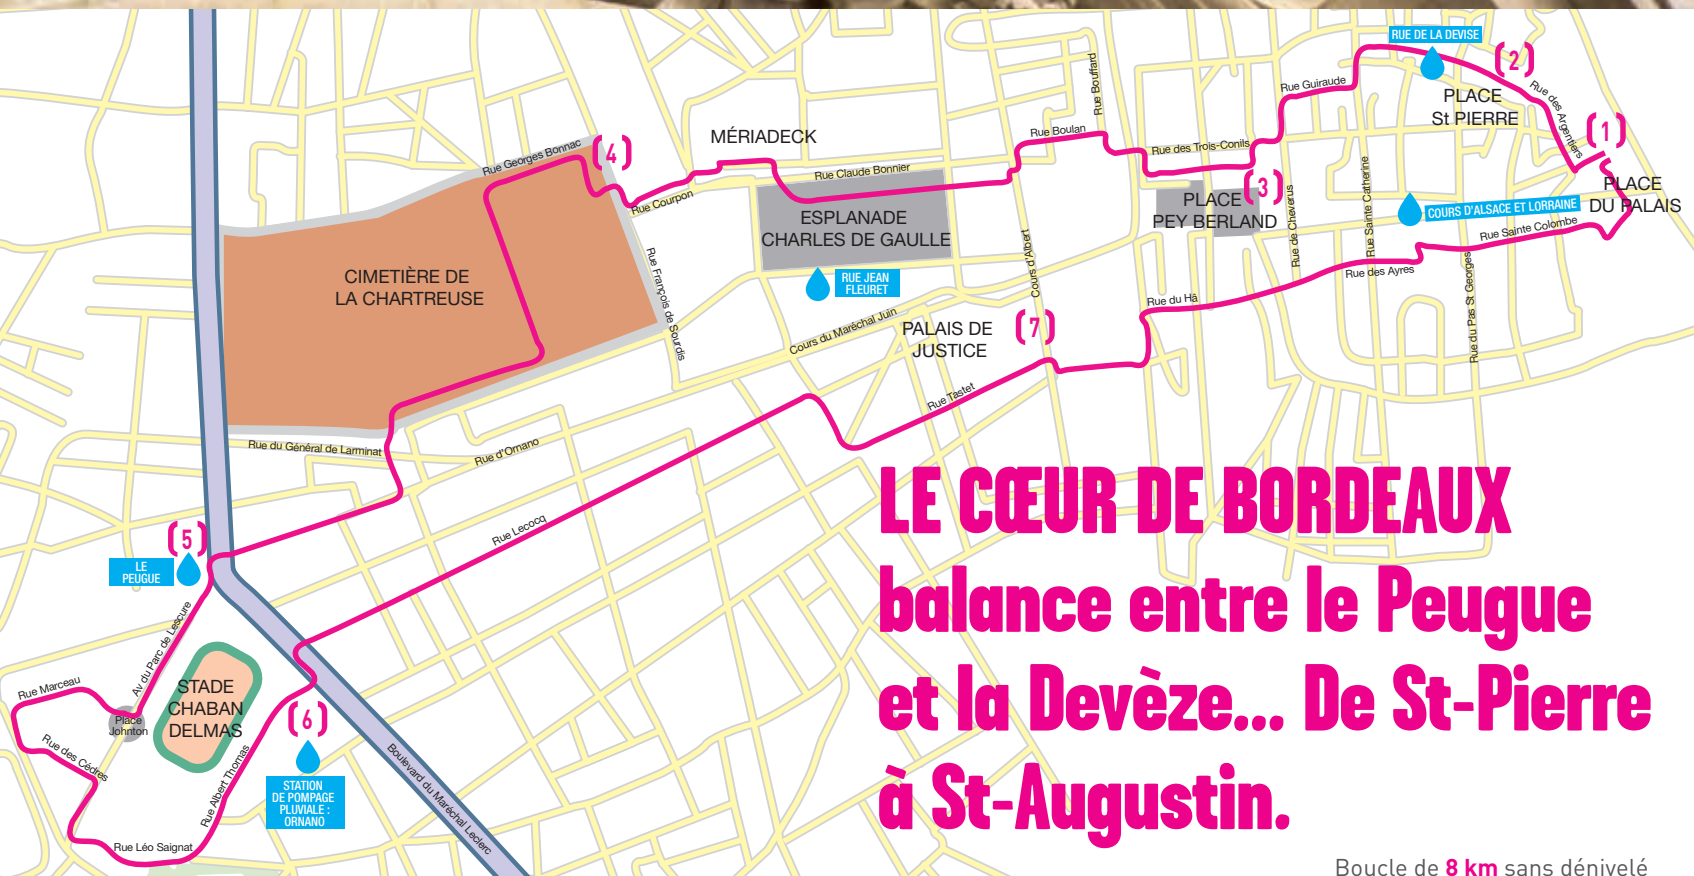 RUE DE LA DEVISE
(2)
PLACE
St PIERRE
Rue Guiraude
Rue des Argentiers
(1)
PLACE
DU PALAIS
Rue Bouffard
Rue Boulan
Rue des Trois-Conils
(3)
PLACE
PEY BERLAND
Rue de Cheverus
Rue Sainte Catherine
COURS D'ALSACE ET LORRAINE
Rue Sainte Colombe
Rue des Ayres
Rue du Pas St Georges
Rue du Hâ
MÉRIADECK
Rue Claude Bonnier
ESPLANADE
CHARLES DE GAULLE
RUE JEAN
FLEURET
Cours d'Albert
Rue Georges Bonnac
(4)
Rue Courpon
Rue François de Sourdis
CIMETIÈRE DE
LA CHARTREUSE
Cours du Maréchal Juin
PALAIS DE
JUSTICE
(7)
Rue Tastet
Rue du Général de Larminat
Rue d'Ornano
Rue Lecocq
(5)
LE
PEUGUE
Av du Parc de Lescure
Rue Marceau
Place
Johnton
STADE
CHABAN
DELMAS
Rue des Cèdres
Rue Albert Thomas
Rue Léo Saignat
(6)
STATION
DE POMPAGE
PLUVIALE :
ORNANO
Boulevard du Maréchal Leclerc
LE CŒUR DE BORDEAUX
balance entre le Peugue
et la Devèze... De St-Pierre
à St-Augustin.
Boucle de 8 km sans dénivelé